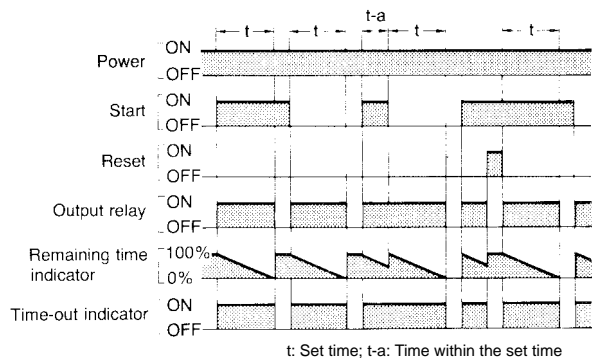 t-a
t t t t
Power ON
OFF
Start ON
OFF
Reset ON
OFF
Output relay ON
OFF
Remaining time indicator 100%
0%
Time-out indicator ON
OFF
t: Set time; t-a: Time within the set time